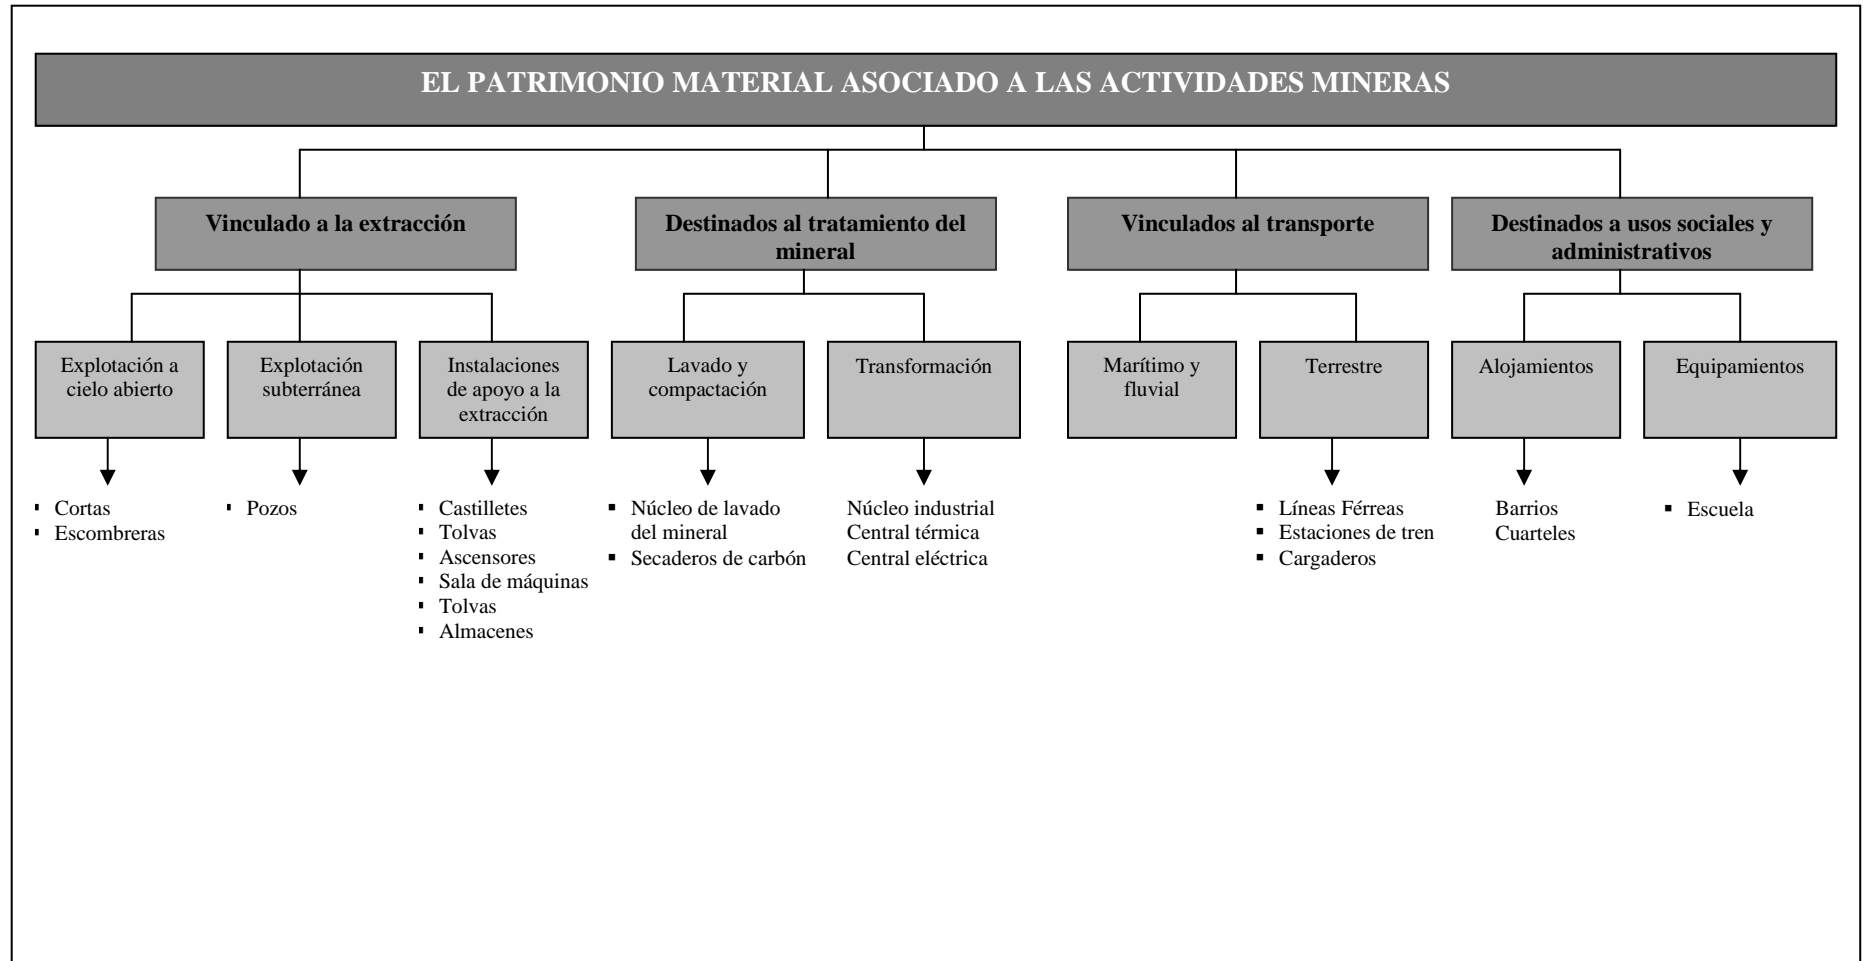 EL PATRIMONIO MATERIAL ASOCIADO A LAS ACTIVIDADES MINERAS
Vinculado a la extracción
Destinados al tratamiento del
mineral
Vinculados al transporte
Destinados a usos sociales y
administrativos
Explotación a
cielo abierto
Explotación
subterránea
Instalaciones
de apoyo a la
extracción
Lavado y
compactación
Transformación
Marítimo y
fluvial
Terrestre
Alojamientos
Equipamientos
▪ Cortas
▪ Escombreras
▪ Pozos
▪ Castilletes
▪ Tolvas
▪ Ascensores
▪ Sala de máquinas
▪ Tolvas
▪ Almacenes
▪ Núcleo de lavado
del mineral
▪ Secaderos de carbón
Núcleo industrial
Central térmica
Central eléctrica
▪ Líneas Férreas
▪ Estaciones de tren
▪ Cargaderos
Barrios
Cuarteles
▪ Escuela